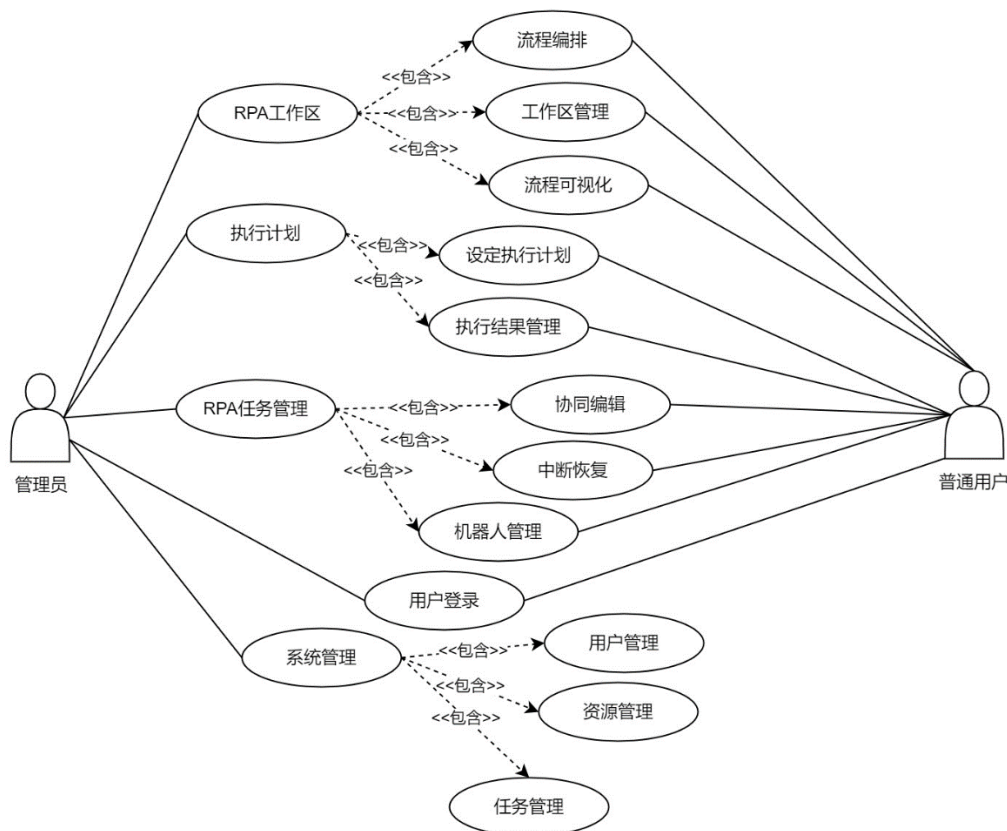 流程编排
<<包含>>
RPA工作区
<<包含>>
工作区管理
<<包含>>
流程可视化
执行计划
<<包含>>
设定执行计划
<<包含>>
执行结果管理
RPA任务管理
<<包含>>
协同编辑
<<包含>>
中断恢复
<<包含>>
机器人管理
管理员
普通用户
用户登录
系统管理
<<包含>>
用户管理
<<包含>>
资源管理
<<包含>>
任务管理